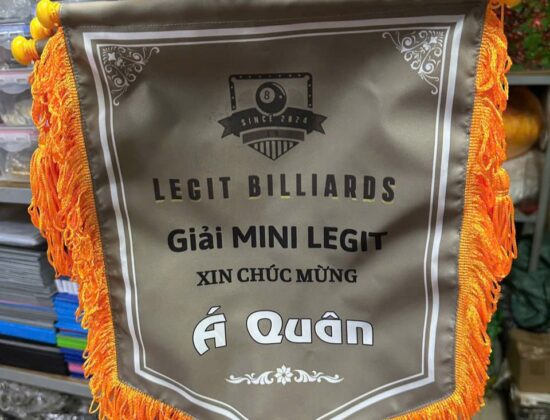 8
SINCE 2024
LEGIT BILLIARDS
Giải MINI LEGIT
XIN CHÚC MỪNG
Á Quân